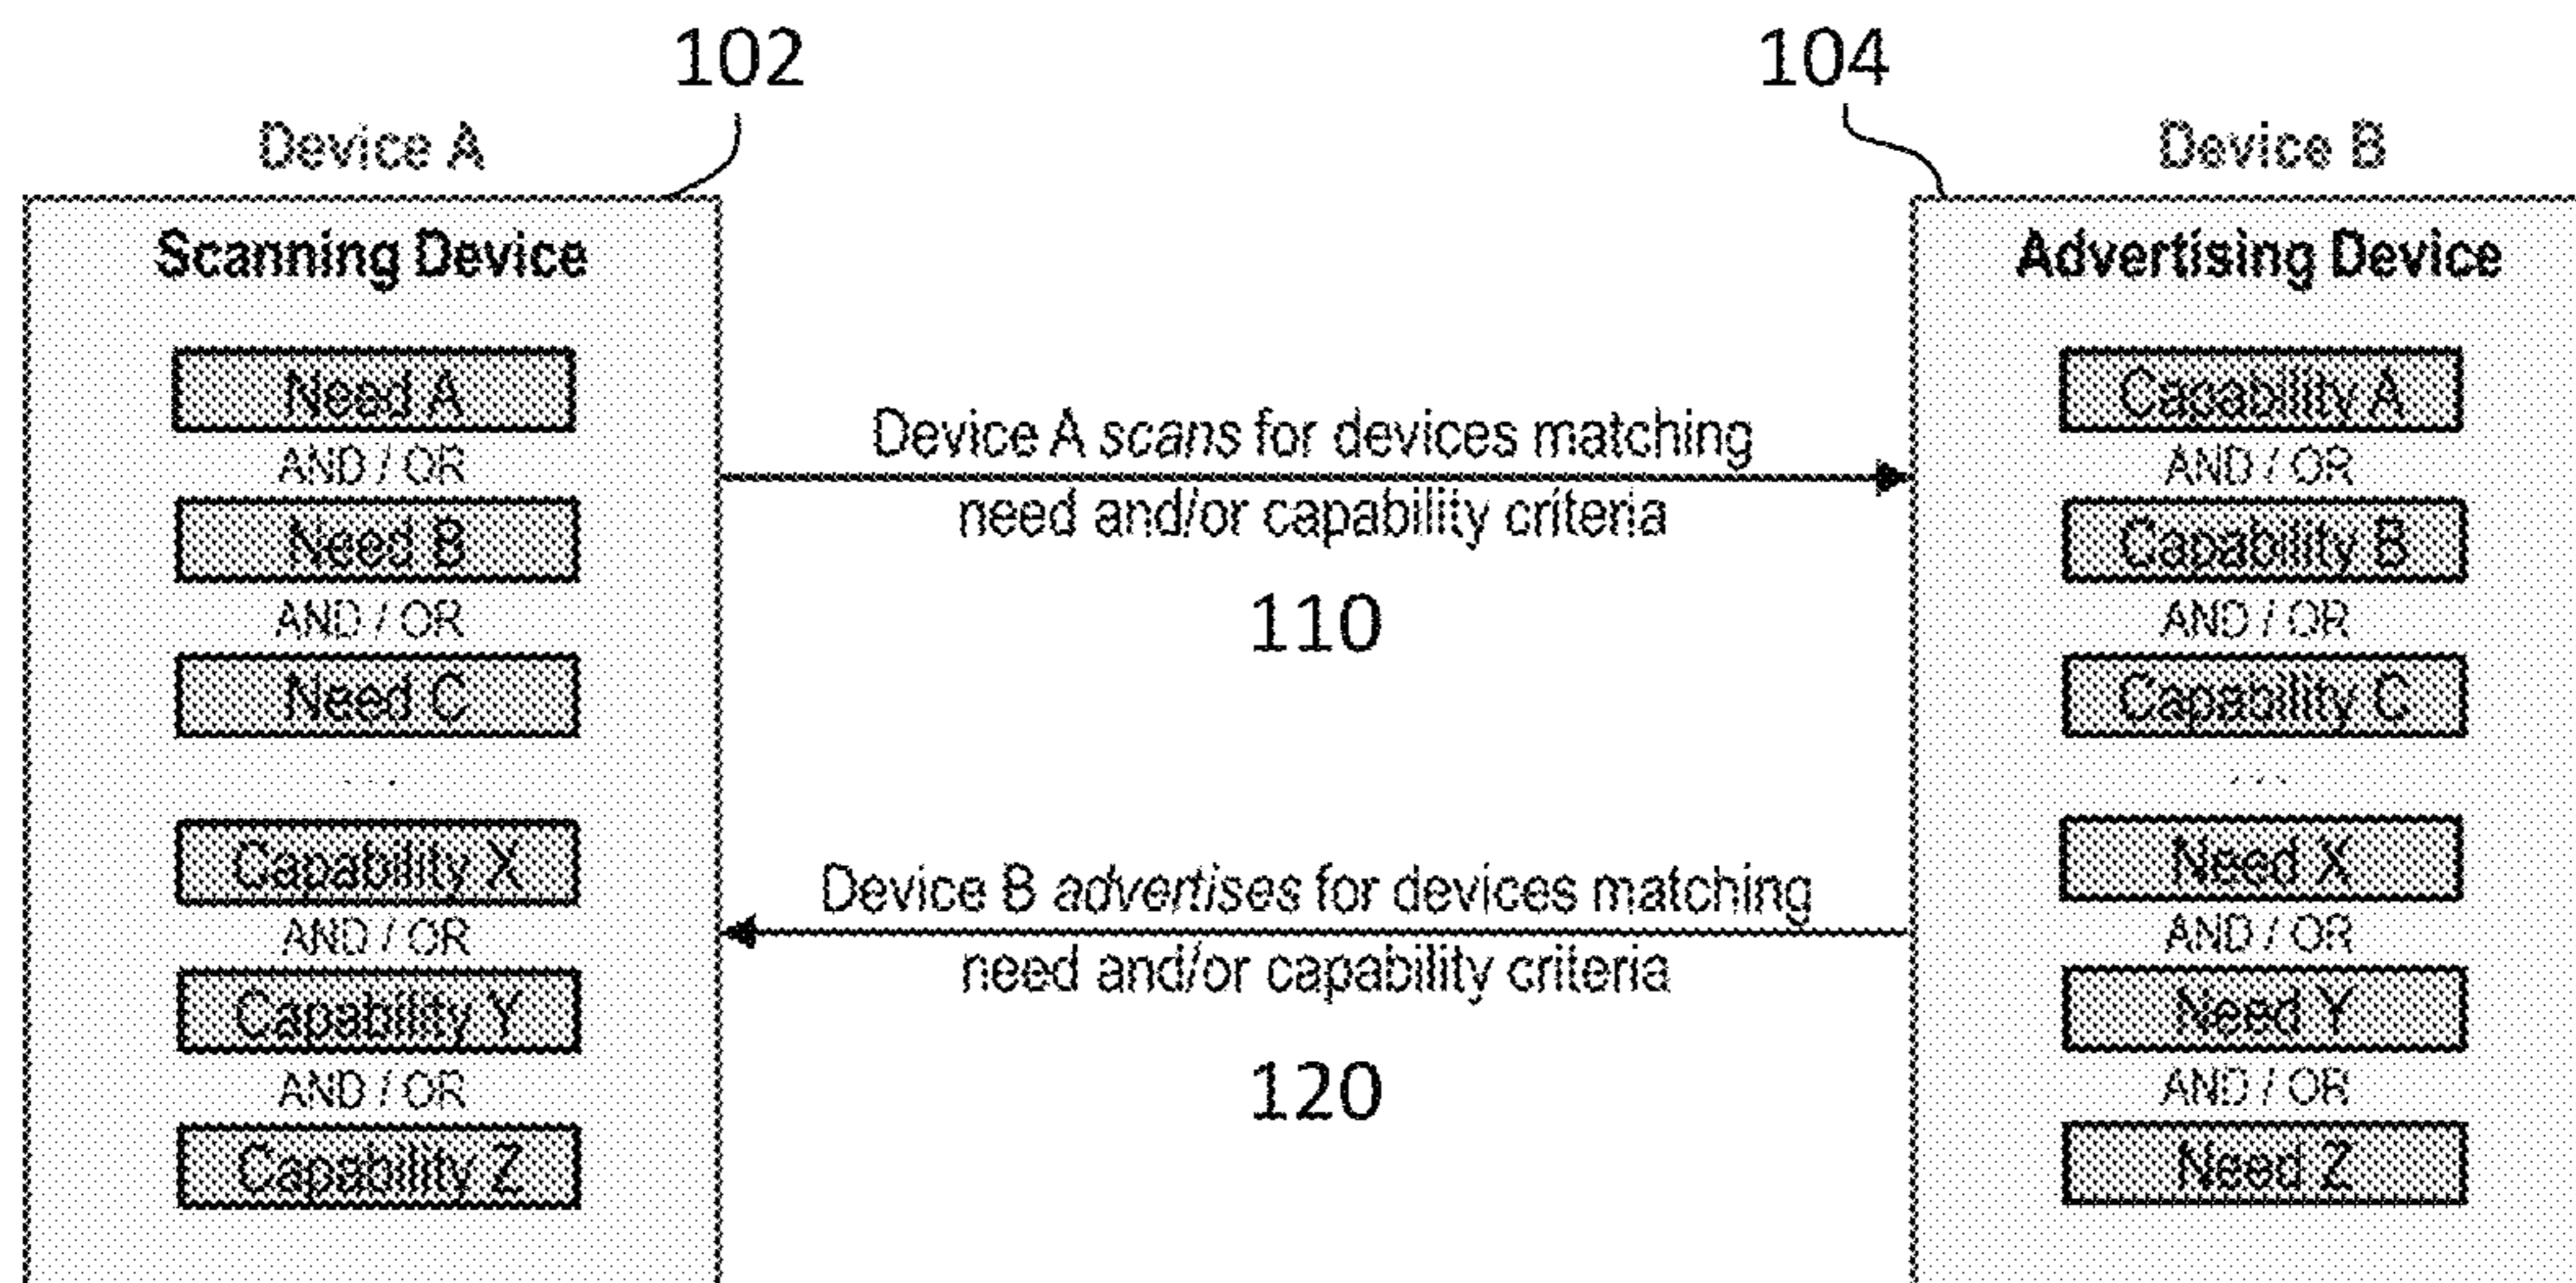 102
104
Device A
Device B
Scanning Device
Need A
AND / OR
Need B
AND / OR
Need C
...
Capability X
AND / OR
Capability Y
AND / OR
Capability Z
Device A scans for devices matching
need and/or capability criteria
110
Device B advertises for devices matching
need and/or capability criteria
120
Advertising Device
Capability A
AND / OR
Capability B
AND / OR
Capability C
...
Need X
AND / OR
Need Y
AND / OR
Need Z